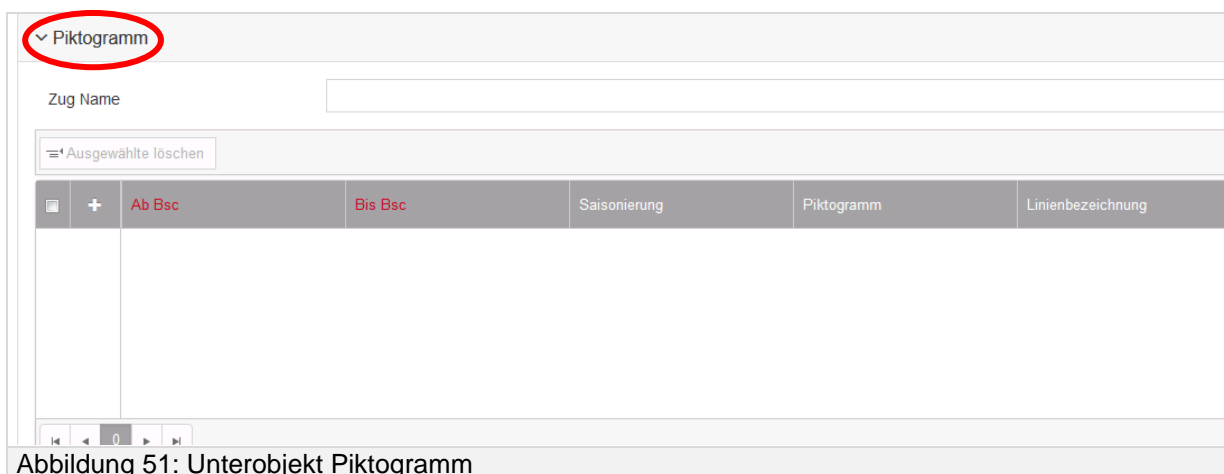 Piktogramm
Zug Name
Ausgewählte löschen
Ab Bsc Bis Bsc Saisonierung Piktogramm Linienbezeichnung
0
Abbildung 51: Unterobjekt Piktogramm